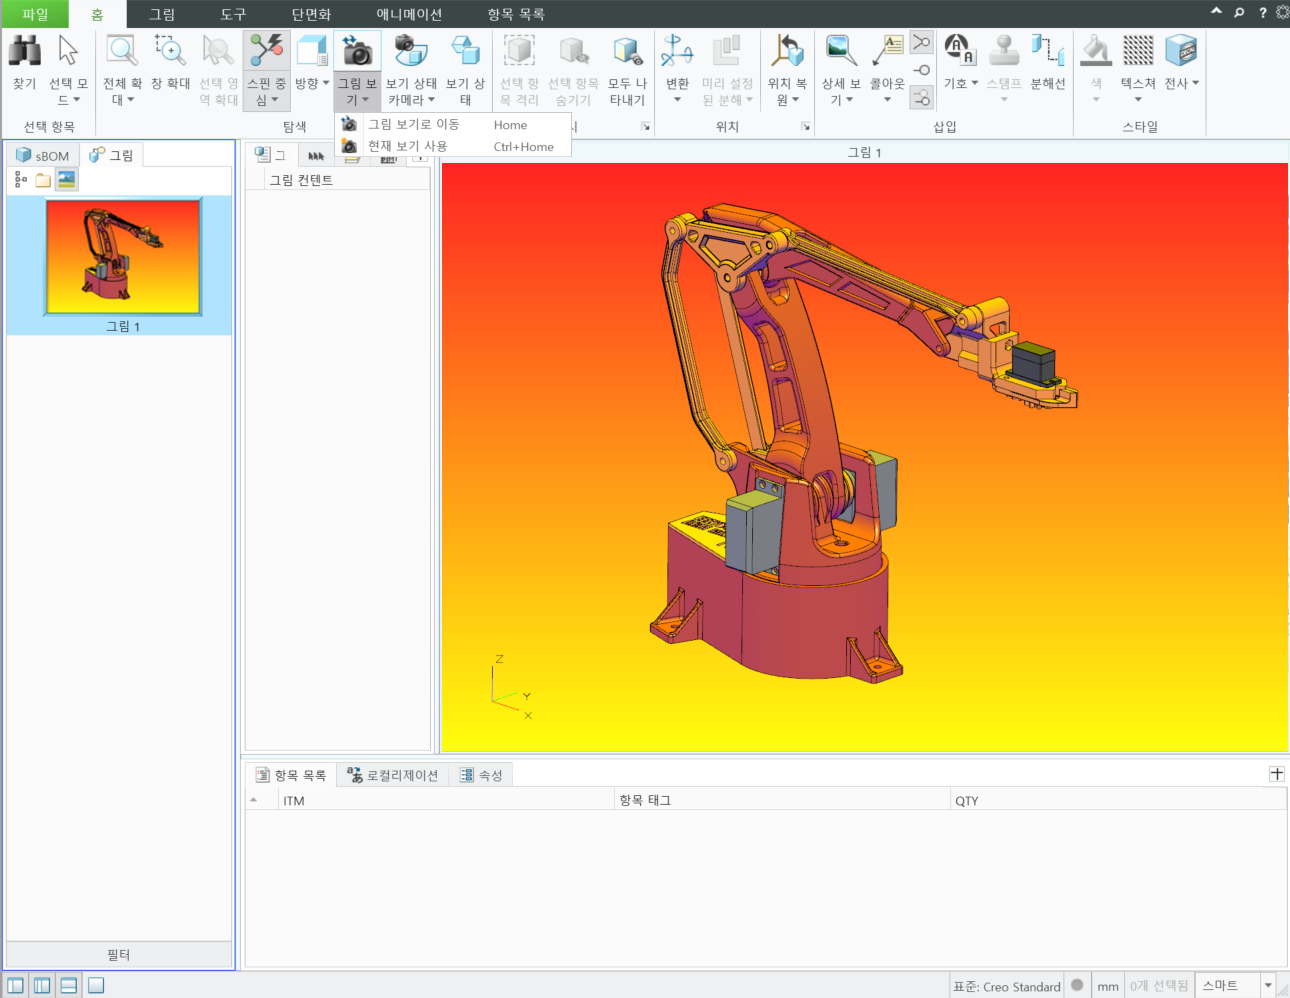 파일 홈 그림 도구 단면화 애니메이션 항목 목록
찾기 선택 모드 전체 확대 창 확대 선택 영역 확대 스핀 중심 방향 그림 보기 보기 상태 카메라 보기 상태 선택 항목 격리 선택 항목 숨기기 모두 나타내기 변환 미리 설정된 분해 위치 복원 상세 보기 콜아웃 기호 스탬프 분해선 색 텍스쳐 전사
선택 항목 탐색 시 위치 삽입 스타일
그림 보기로 이동 Home
현재 보기 사용 Ctrl+Home
sBOM 그림
그
그림 1
그림 컨텐트
그림 1
Z
Y
X
항목 목록 로컬리제이션 속성
ITM 항목 태그 QTY
필터
표준: Creo Standard mm 0개 선택됨 스마트